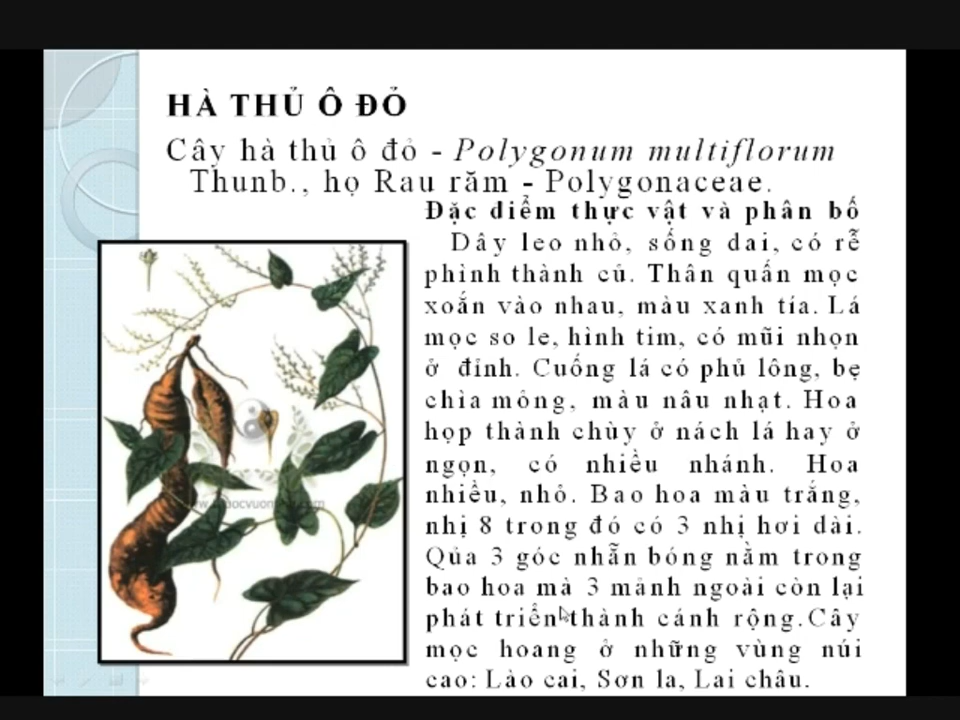 HÀ THỦ Ô ĐỎ
Cây hà thủ ô đỏ - Polygonum multiflorum
Thunb., họ Rau răm - Polygonaceae.
Đặc điểm thực vật và phân bố
Dây leo nhỏ, sống dai, có rễ
phình thành củ. Thân quấn mọc
xoắn vào nhau, màu xanh tía. Lá
mọc so le, hình tim, có mũi nhọn
ở đỉnh. Cuống lá có phủ lông, bẹ
chìa mỏng, màu nâu nhạt. Hoa
họp thành chùy ở nách lá hay ở
ngọn, có nhiều nhánh. Hoa
nhiều, nhỏ. Bao hoa màu trắng,
nhị 8 trong đó có 3 nhị hơi dài.
Qủa 3 góc nhẵn bóng nằm trong
bao hoa mà 3 mảnh ngoài còn lại
phát triển thành cánh rộng.Cây
mọc hoang ở những vùng núi
cao: Lào cai, Sơn la, Lai châu.